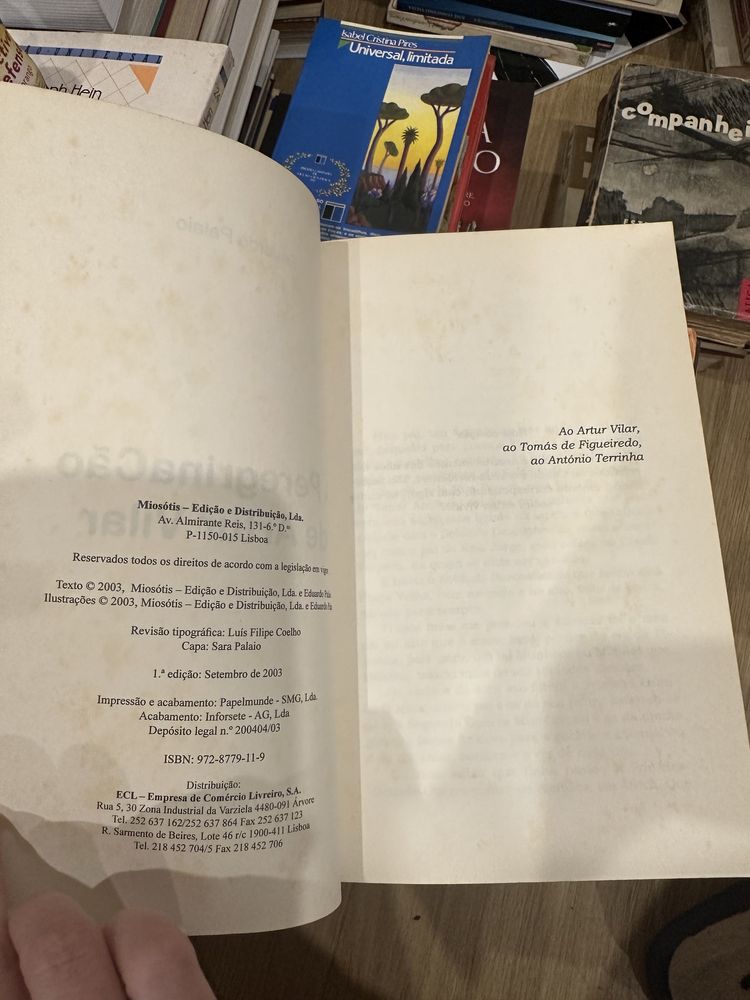 Isabel Cristina Pires
Universal, limitada
Hein
companhei
Palaio
Peregrinação
Vilar
Miosótis – Edição e Distribuição, Lda.
Av. Almirante Reis, 131-6.º D.º
P-1150-015 Lisboa
Reservados todos os direitos de acordo com a legislação em
Texto © 2003, Miosótis – Edição e Distribuição, Lda. e Eduardo
Ilustrações © 2003, Miosótis – Edição e Distribuição, Lda. e Eduardo
Revisão tipográfica: Luís Filipe Coelho
Capa: Sara Palaio
1.ª edição: Setembro de 2003
Impressão e acabamento: Papelmunde - SMG, Lda.
Acabamento: Inforsete - AG, Lda
Depósito legal n.º 200404/03
ISBN: 972-8779-11-9
Distribuição:
ECL – Empresa de Comércio Livreiro, S.A.
Rua 5, 30 Zona Industrial da Varziela 4480-091 Árvore
Tel. 252 637 162/252 637 864 Fax 252 637 123
R. Sarmento de Beires, Lote 46 r/c 1900-411 Lisboa
Tel. 218 452 704/5 Fax 218 452 706
Ao Artur Vilar,
ao Tomás de Figueiredo,
ao António Terrinha